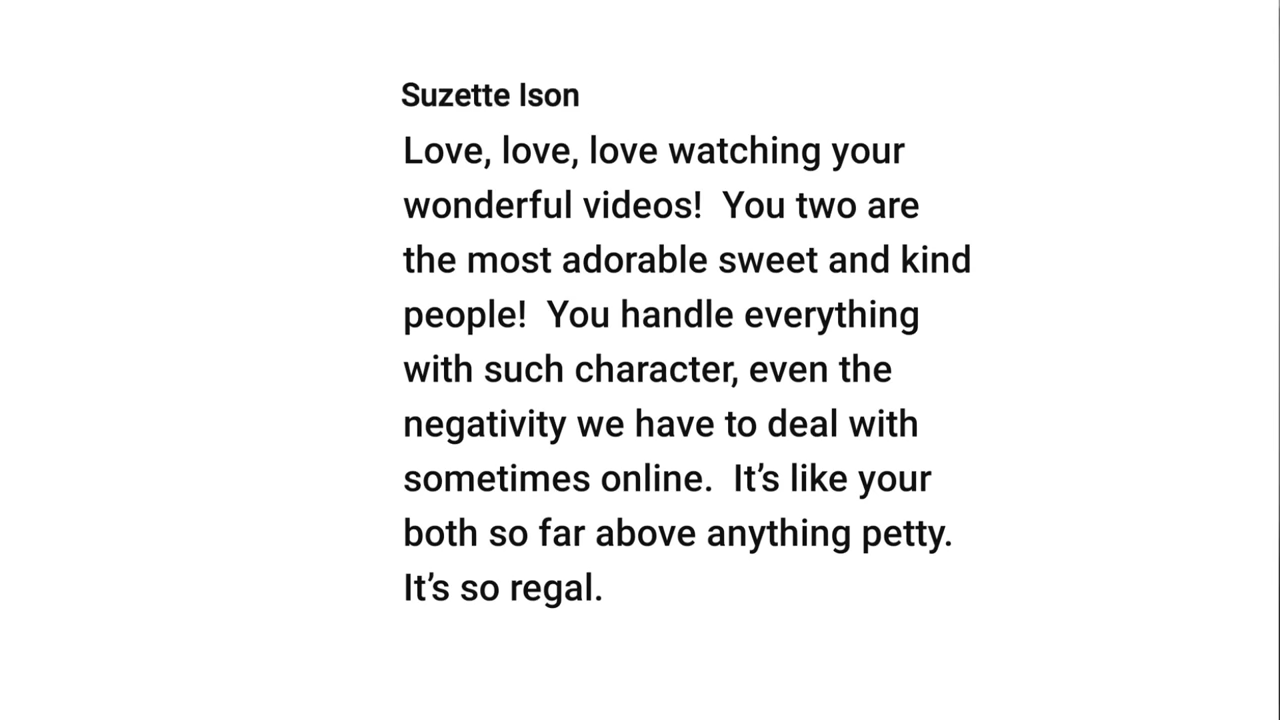 Suzette Ison
Love, love, love watching your
wonderful videos!  You two are
the most adorable sweet and kind
people!  You handle everything
with such character, even the
negativity we have to deal with
sometimes online.  It’s like your
both so far above anything petty.
It’s so regal.